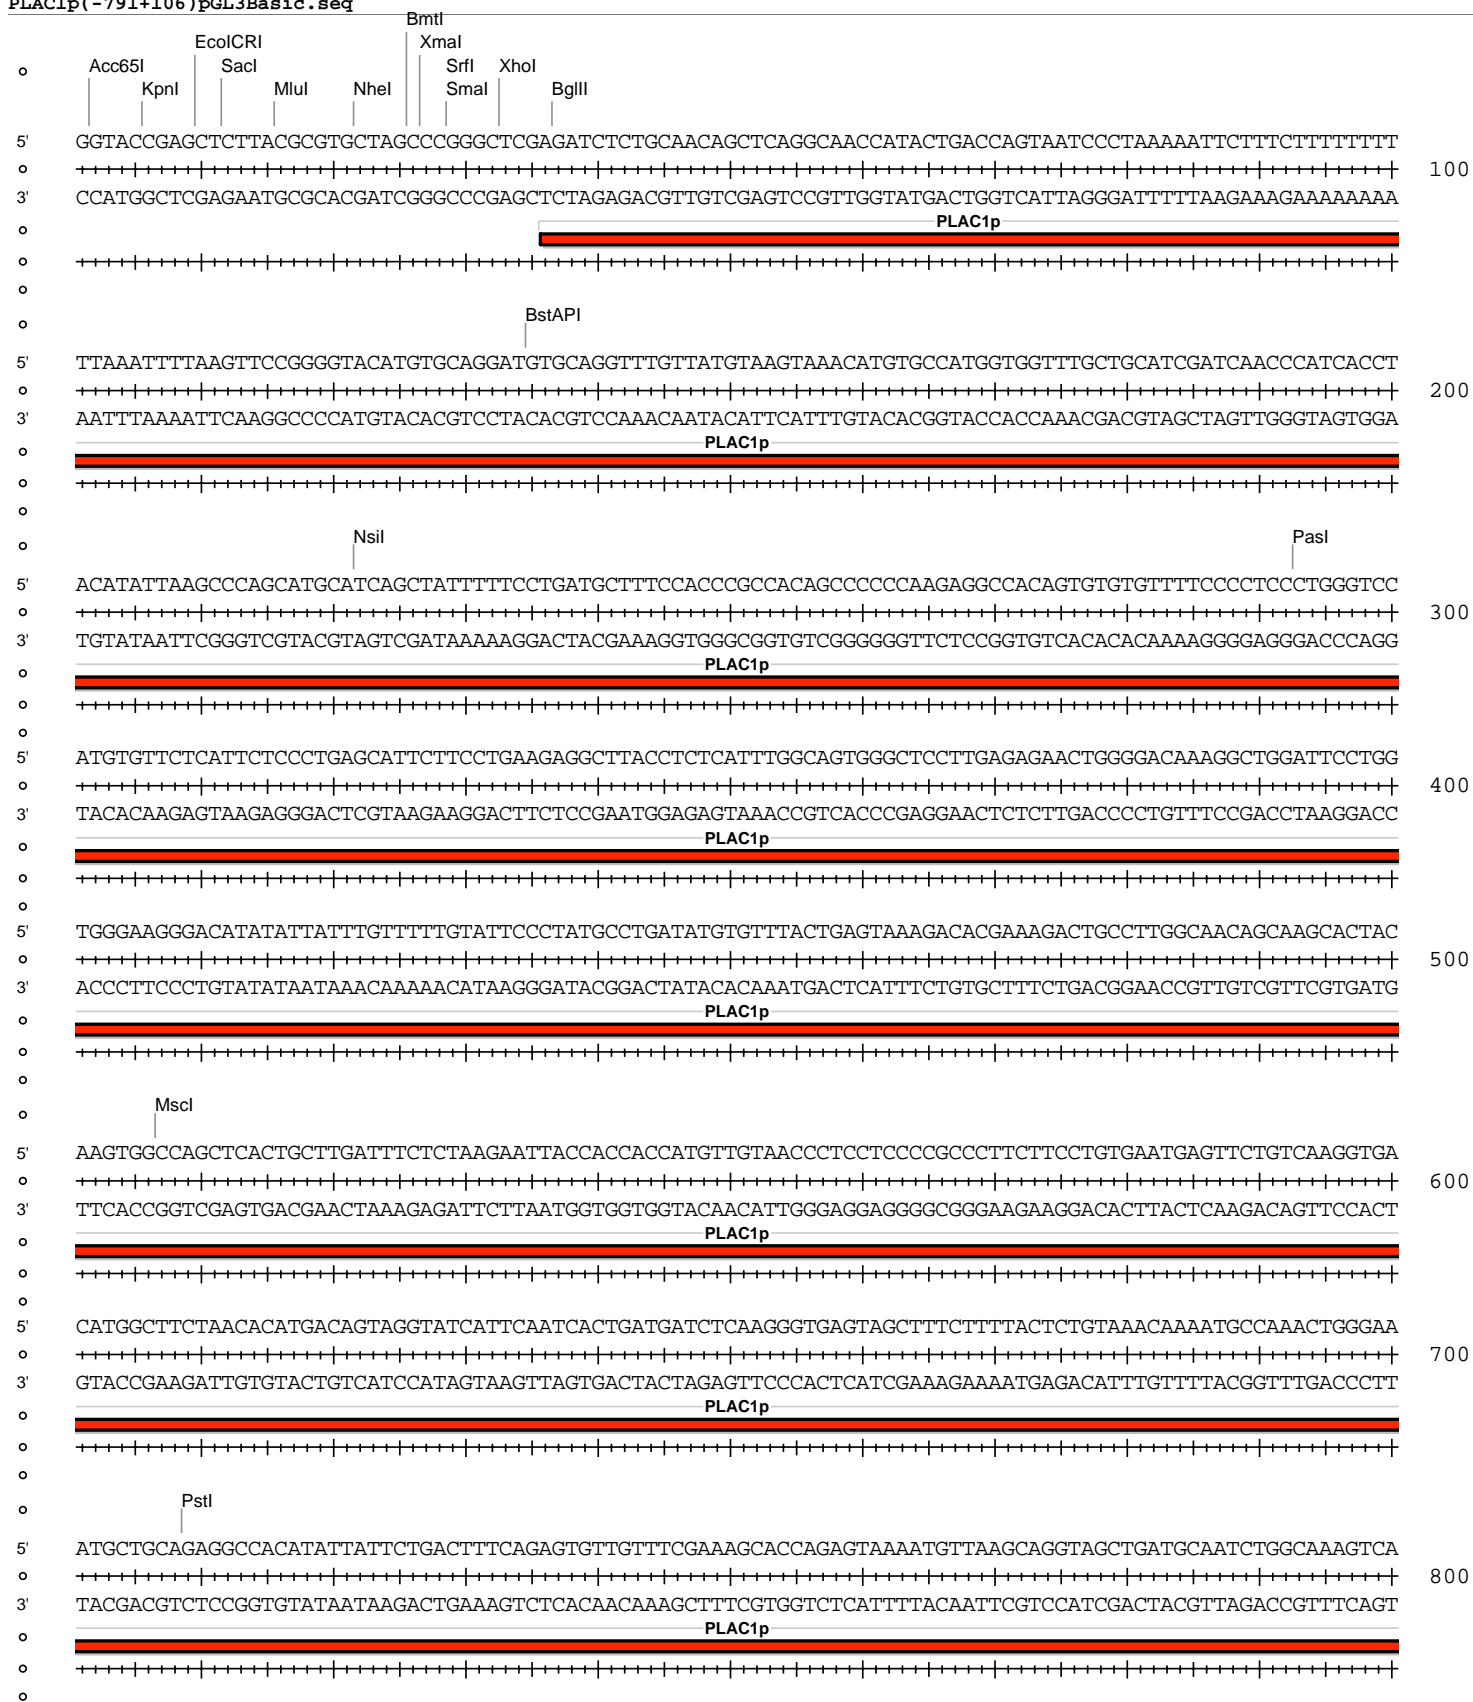 PLAC1p(-791+106)pGL3Basic.seq
BmtI
EcoICRI XmaI
Acc65I SacI SrfI XhoI
KpnI MluI NheI SmaI BglII
5' GGTACCGAGCTCTTACGCGTGCTAGCCCGGGCTCGAGATCTCTGCAACAGCTCAGGCAACCATACTGACCAGTAATCCCTAAAAATTCTTTCTTTTTTTT
100
3' CCATGGCTCGAGAATGCGCACGATCGGGCCCGAGCTCTAGAGACGTTGTCGAGTCCGTTGGTATGACTGGTCATTAGGGATTTTTAAGAAAGAAAAAAAA
PLAC1p
BstAPI
5' TTAAATTTTAAGTTCCGGGGTACATGTGCAGGATGTGCAGGTTTGTTATGTAAGTAAACATGTGCCATGGTGGTTTGCTGCATCGATCAACCCATCACCT
200
3' AATTTAAAATTCAAGGCCCCATGTACACGTCCTACACGTCCAAACAATACATTCATTTGTACACGGTACCACCAAACGACGTAGCTAGTTGGGTAGTGGA
PLAC1p
NsiI PasI
5' ACATATTAAGCCCAGCATGCATCAGCTATTTTTCCTGATGCTTTCCACCCGCCACAGCCCCCCAAGAGGCCACAGTGTGTGTTTTCCCCTCCCTGGGTCC
300
3' TGTATAATTCGGGTCGTACGTAGTCGATAAAAAGGACTACGAAAGGTGGGCGGTGTCGGGGGGTTCTCCGGTGTCACACACAAAAGGGGAGGGACCCAGG
PLAC1p
5' ATGTGTTCTCATTCTCCCTGAGCATTCTTCCTGAAGAGGCTTACCTCTCATTTGGCAGTGGGCTCCTTGAGAGAACTGGGGACAAAGGCTGGATTCCTGG
400
3' TACACAAGAGTAAGAGGGACTCGTAAGAAGGACTTCTCCGAATGGAGAGTAAACCGTCACCCGAGGAACTCTCTTGACCCCTGTTTCCGACCTAAGGACC
PLAC1p
5' TGGGAAGGGACATATATTATTTGTTTTTGTATTCCCTATGCCTGATATGTGTTTACTGAGTAAAGACACGAAAGACTGCCTTGGCAACAGCAAGCACTAC
500
3' ACCCTTCCCTGTATATAATAAACAAAAACATAAGGGATACGGACTATACACAAATGACTCATTTCTGTGCTTTCTGACGGAACCGTTGTCGTTCGTGATG
PLAC1p
MscI
5' AAGTGGCCAGCTCACTGCTTGATTTCTCTAAGAATTACCACCACCATGTTGTAACCCTCCTCCCCGCCCTTCTTCCTGTGAATGAGTTCTGTCAAGGTGA
600
3' TTCACCGGTCGAGTGACGAACTAAAGAGATTCTTAATGGTGGTGGTACAACATTGGGAGGAGGGGCGGGAAGAAGGACACTTACTCAAGACAGTTCCACT
PLAC1p
5' CATGGCTTCTAACACATGACAGTAGGTATCATTCAATCACTGATGATCTCAAGGGTGAGTAGCTTTCTTTTACTCTGTAAACAAAATGCCAAACTGGGAA
700
3' GTACCGAAGATTGTGTACTGTCATCCATAGTAAGTTAGTGACTACTAGAGTTCCCACTCATCGAAAGAAAATGAGACATTTGTTTTACGGTTTGACCCTT
PLAC1p
PstI
5' ATGCTGCAGAGGCCACATATTATTCTGACTTTCAGAGTGTTGTTTCGAAAGCACCAGAGTAAAATGTTAAGCAGGTAGCTGATGCAATCTGGCAAAGTCA
800
3' TACGACGTCTCCGGTGTATAATAAGACTGAAAGTCTCACAACAAAGCTTTCGTGGTCTCATTTTACAATTCGTCCATCGACTACGTTAGACCGTTTCAGT
PLAC1p